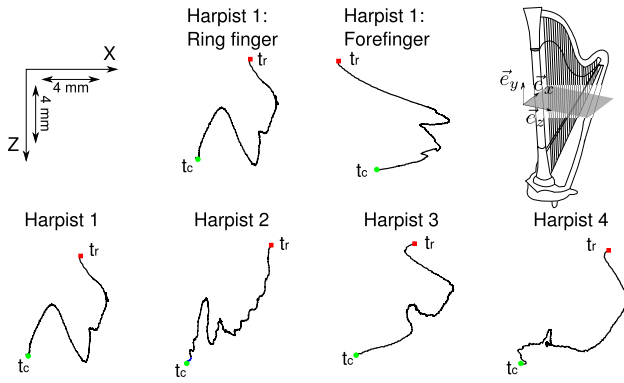 Harpist 1:
Ring finger
Harpist 1:
Forefinger
X
4 mm
4 mm
Z
tr
tc
tr
tc
e⃗y
e⃗x
e⃗z
Harpist 1
Harpist 2
Harpist 3
Harpist 4
tr
tc
tr
tc
tr
tc
tr
tc